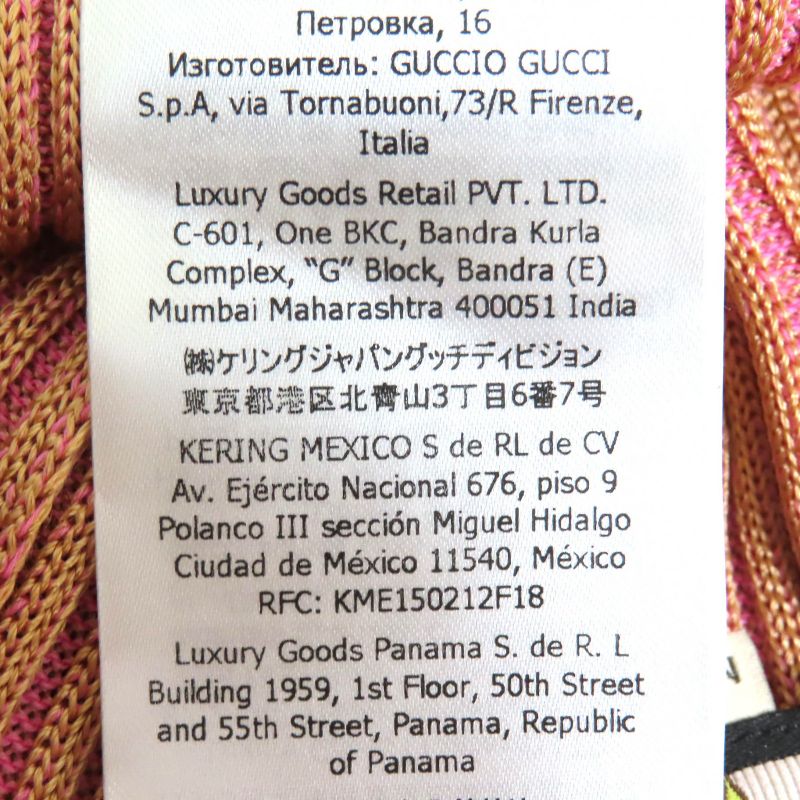 Петровка, 16
Изготовитель: GUCCIO GUCCI
S.p.A, via Tornabuoni,73/R Firenze,
Italia
Luxury Goods Retail PVT. LTD.
C-601, One BKC, Bandra Kurla
Complex, “G” Block, Bandra (E)
Mumbai Maharashtra 400051 India
㈱ケリングジャパングッチディビジョン
東京都港区北青山3丁目6番7号
KERING MEXICO S de RL de CV
Av. Ejército Nacional 676, piso 9
Polanco III sección Miguel Hidalgo
Ciudad de México 11540, México
RFC: KME150212F18
Luxury Goods Panama S. de R. L
Building 1959, 1st Floor, 50th Street
and 55th Street, Panama, Republic
of Panama